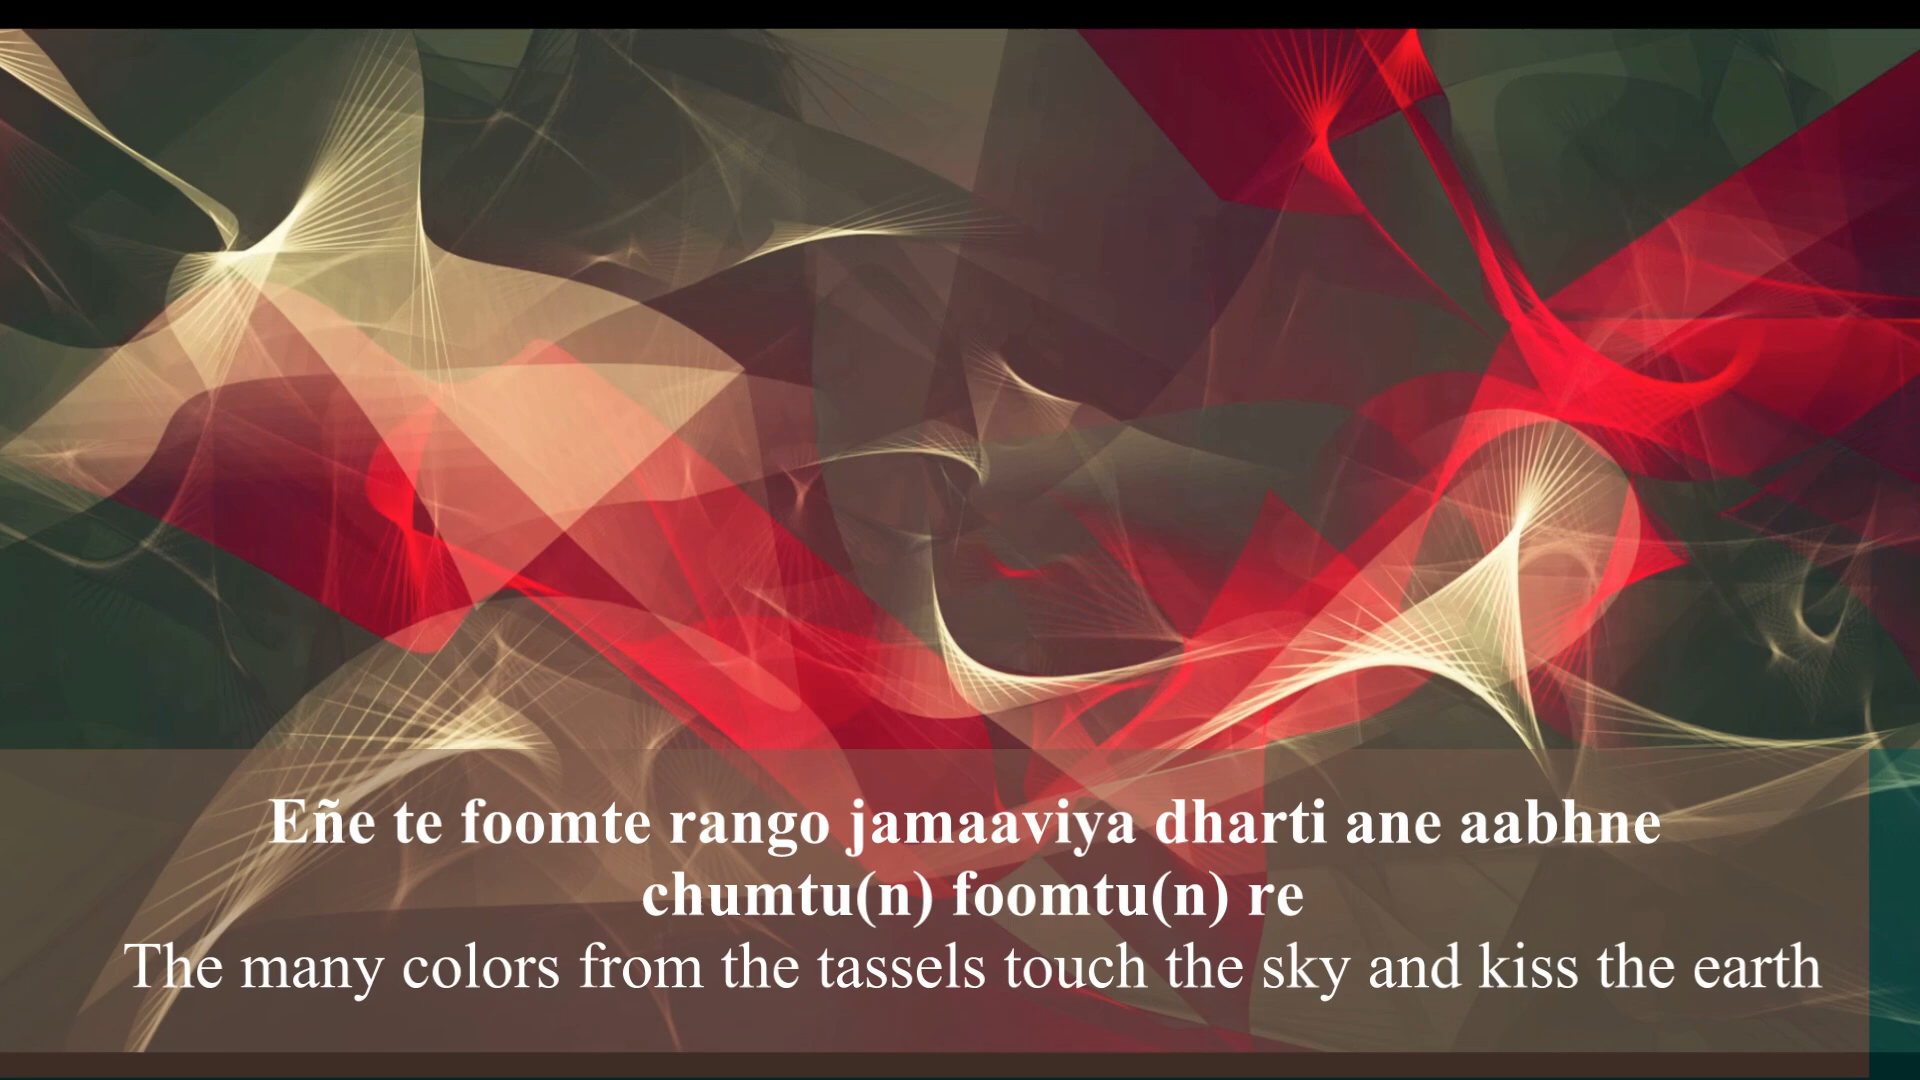 Eñe te foomte rango jamaaviya dharti ane aabhne
chumtu(n) foomtu(n) re
The many colors from the tassels touch the sky and kiss the earth